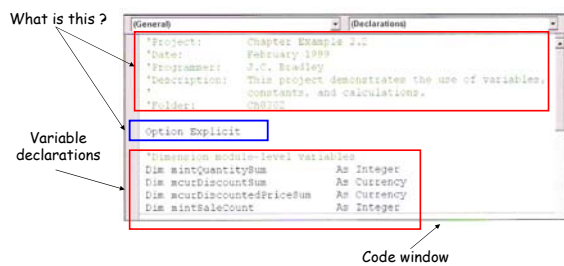 What is this ?
(General)
(Declarations)
'Project: Chapter Example 3.2
'Date: February 1999
'Programmer: J.C. Bradley
'Description: This project demonstrates the use of variables,
' constants, and calculations.
'Folder: Ch0302
Option Explicit
Variable
declarations
'Dimension module-level variables
Dim mintQuantitySum As Integer
Dim mcurDiscountSum As Currency
Dim mcurDiscountedPriceSum As Currency
Dim mintSaleCount As Integer
Code window